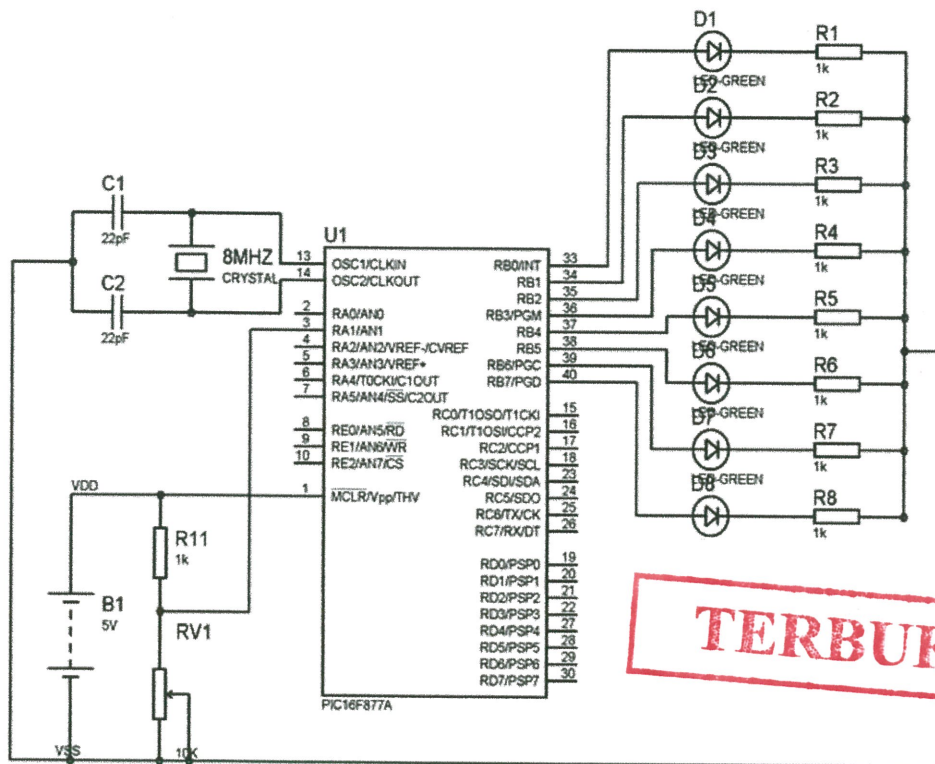 D1
LED-GREEN
R1
1k
D2
LED-GREEN
R2
1k
D3
LED-GREEN
R3
1k
D4
LED-GREEN
R4
1k
D5
LED-GREEN
R5
1k
D6
LED-GREEN
R6
1k
D7
LED-GREEN
R7
1k
D8
R8
1k
C1
22pF
C2
22pF
8MHZ
CRYSTAL
U1
13 OSC1/CLKIN
14 OSC2/CLKOUT
2 RA0/AN0
3 RA1/AN1
4 RA2/AN2/VREF-/CVREF
5 RA3/AN3/VREF+
6 RA4/T0CKI/C1OUT
7 RA5/AN4/SS/C2OUT
8 RE0/AN5/RD
9 RE1/AN6/WR
10 RE2/AN7/CS
1 MCLR/Vpp/THV
RB0/INT 33
RB1 34
RB2 35
RB3/PGM 36
RB4 37
RB5 38
RB6/PGC 39
RB7/PGD 40
RC0/T1OSO/T1CKI 15
RC1/T1OSI/CCP2 16
RC2/CCP1 17
RC3/SCK/SCL 18
RC4/SDI/SDA 23
RC5/SDO 24
RC6/TX/CK 25
RC7/RX/DT 26
RD0/PSP0 19
RD1/PSP1 20
RD2/PSP2 21
RD3/PSP3 22
RD4/PSP4 27
RD5/PSP5 28
RD6/PSP6 29
RD7/PSP7 30
PIC16F877A
VDD
R11
1k
B1
5V
RV1
VSS
10K